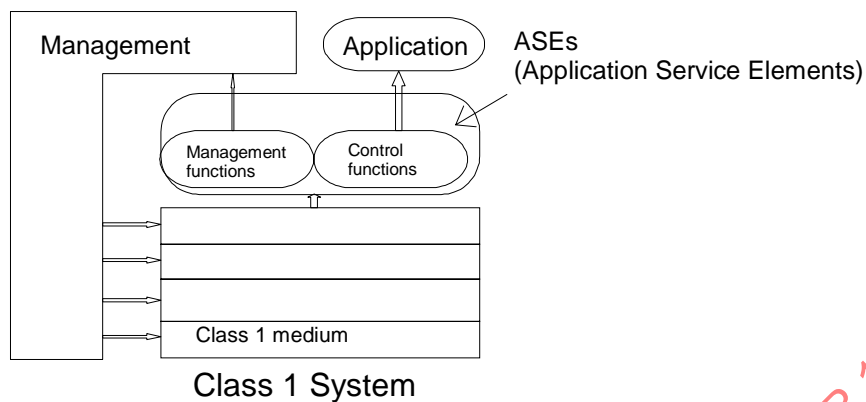 Management
Application
ASEs
(Application Service Elements)
Management
functions
Control
functions
Class 1 medium
Class 1 System